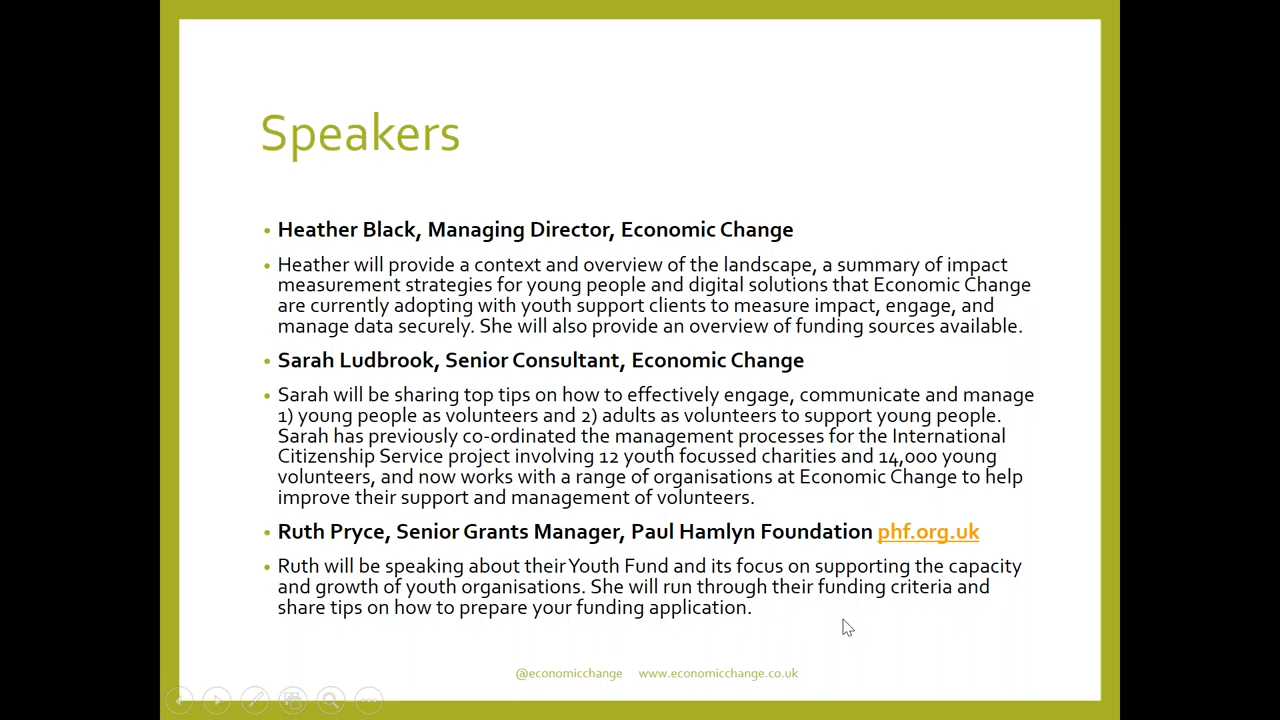 Speakers
• Heather Black, Managing Director, Economic Change
• Heather will provide a context and overview of the landscape, a summary of impact
measurement strategies for young people and digital solutions that Economic Change
are currently adopting with youth support clients to measure impact, engage, and
manage data securely. She will also provide an overview of funding sources available.
• Sarah Ludbrook, Senior Consultant, Economic Change
• Sarah will be sharing top tips on how to effectively engage, communicate and manage
1) young people as volunteers and 2) adults as volunteers to support young people.
Sarah has previously co-ordinated the management processes for the International
Citizenship Service project involving 12 youth focussed charities and 14,000 young
volunteers, and now works with a range of organisations at Economic Change to help
improve their support and management of volunteers.
• Ruth Pryce, Senior Grants Manager, Paul Hamlyn Foundation phf.org.uk
• Ruth will be speaking about their Youth Fund and its focus on supporting the capacity
and growth of youth organisations. She will run through their funding criteria and
share tips on how to prepare your funding application.
@economicchange www.economicchange.co.uk